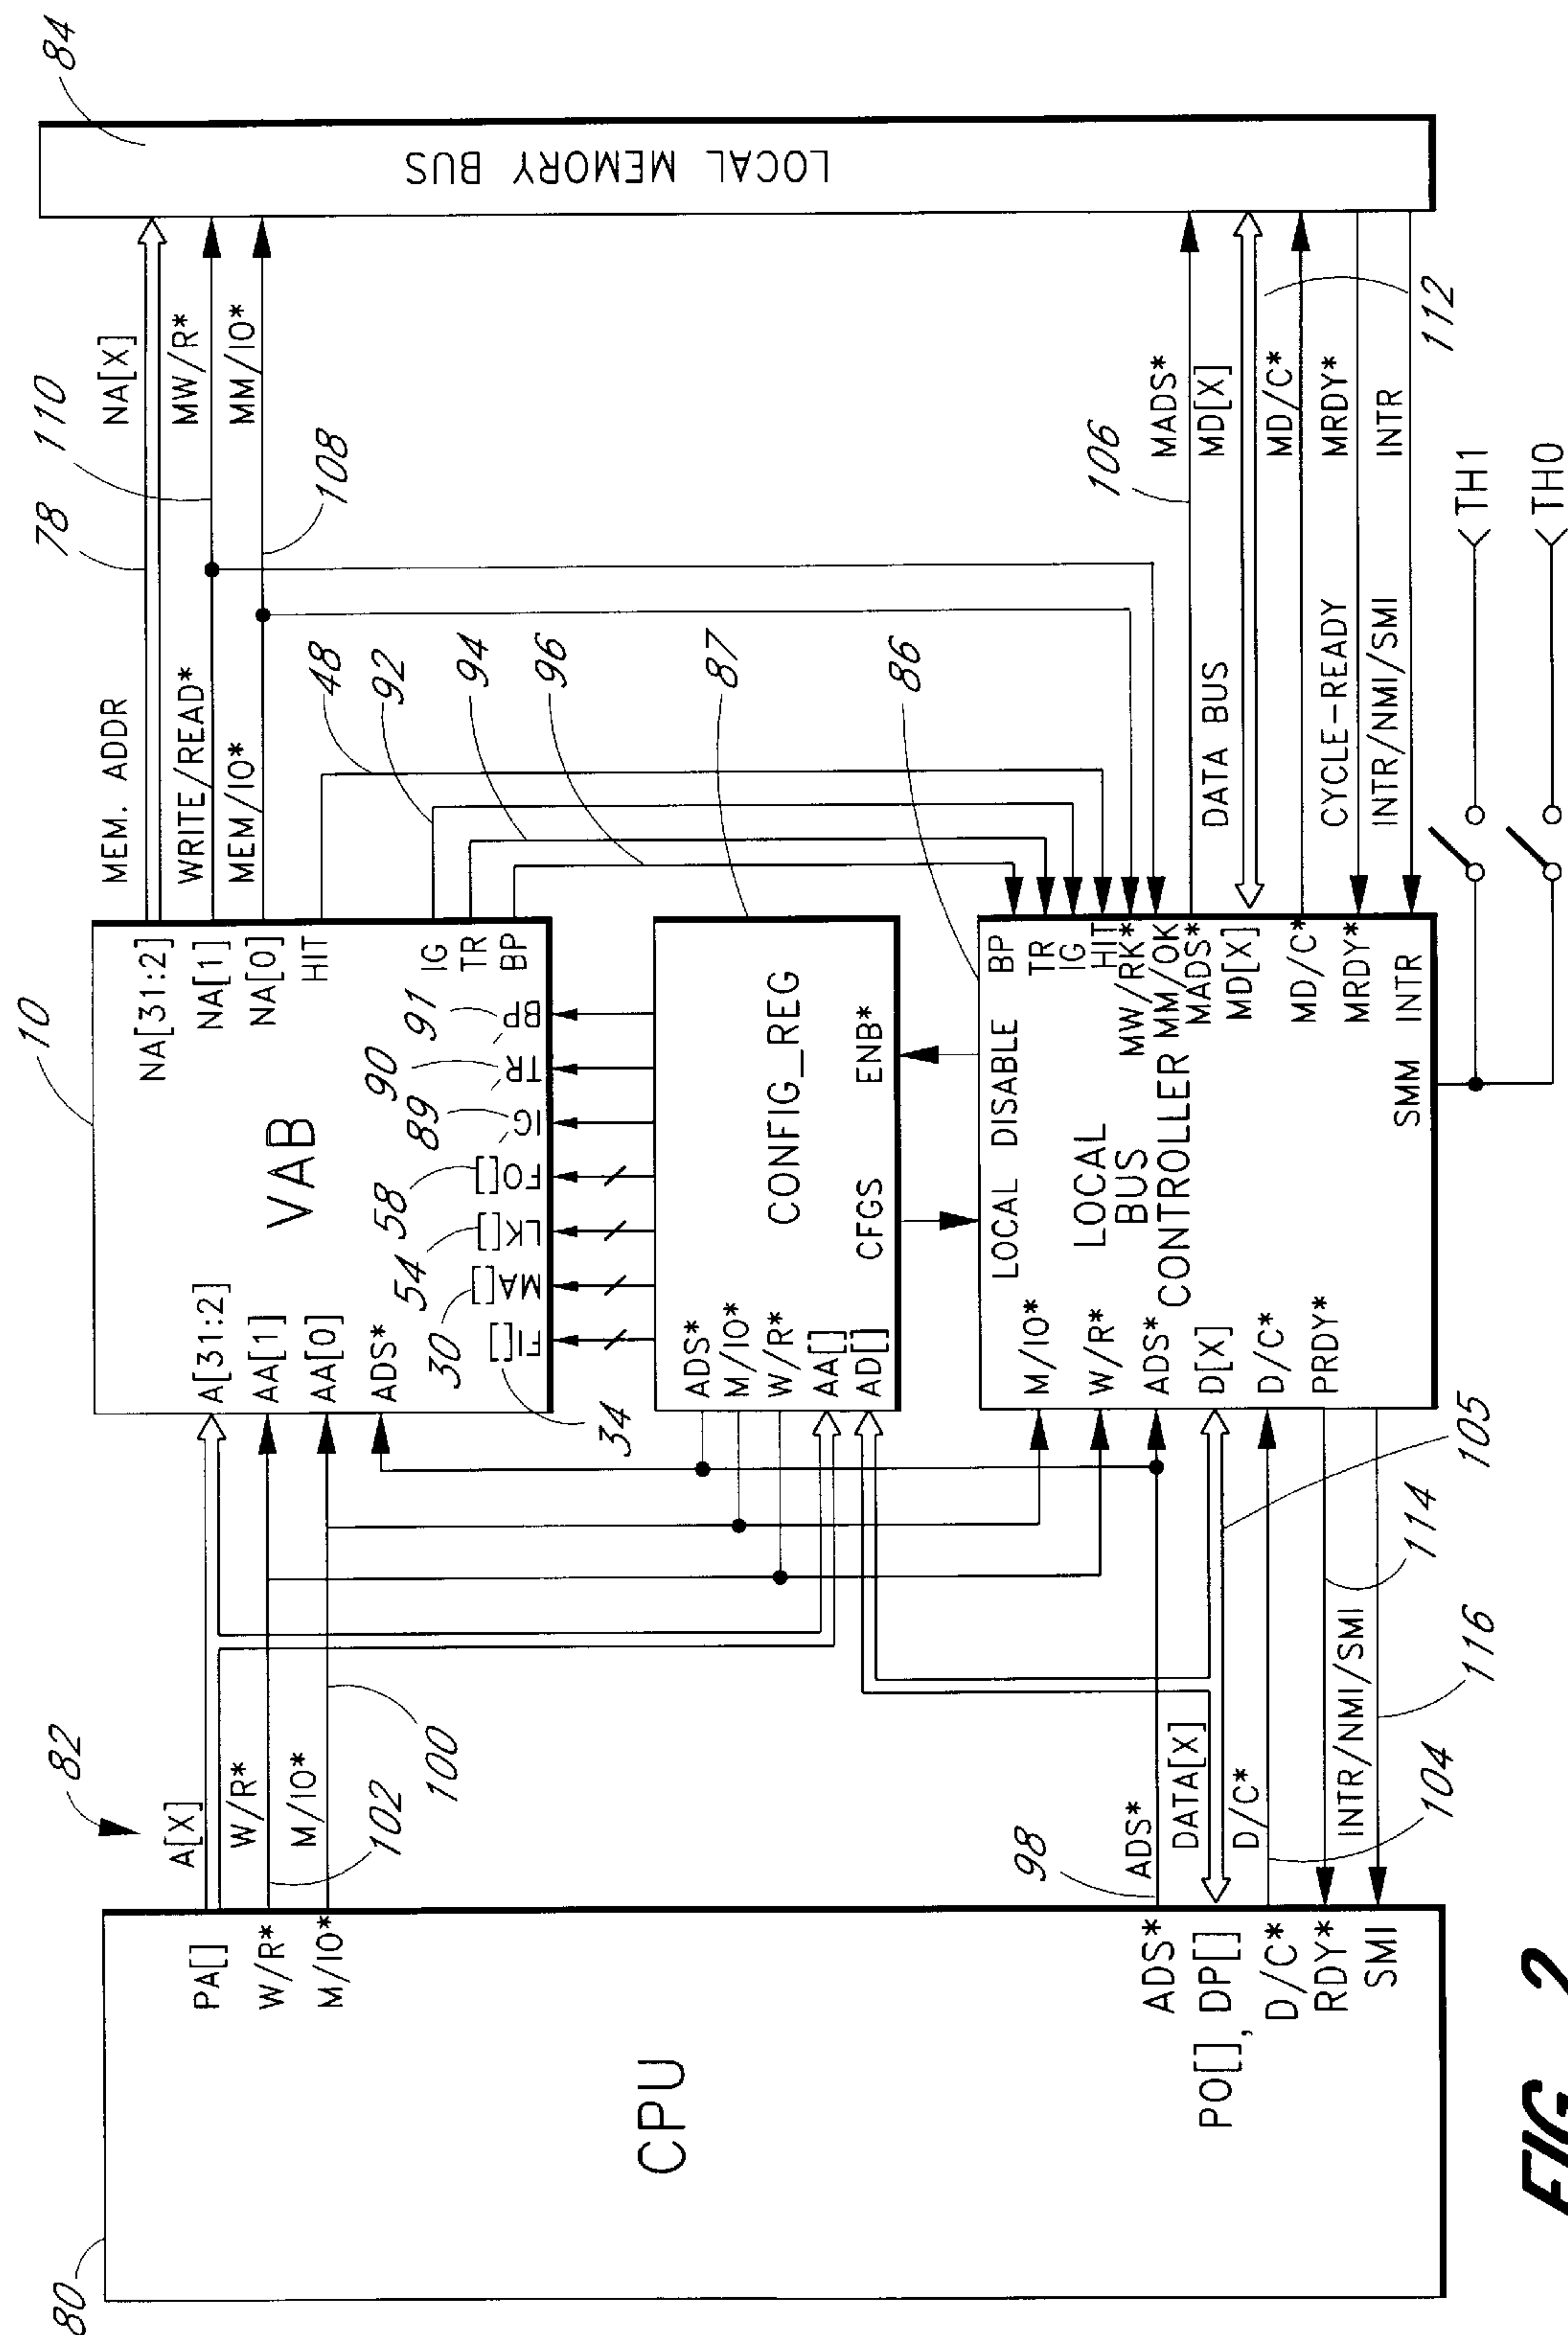 82
80
CPU
PA[]
W/R*
M/IO*
ADS*
PO[], DP[]
D/C*
RDY*
SMI
A[X]
W/R*
M/IO*
102
100
98
ADS*
DATA[X]
D/C*
104
INTR/NMI/SMI
116
114
105
10
VAB
A[31:2]
AA[1]
AA[0]
ADS*
NA[31:2]
NA[1]
NA[0]
HIT
IG
TR
BP
FI[]
MA[]
LK[]
FO[]
IG
TR
BP
34
30
54
58
89
90
91
CONFIG_REG
ADS*
M/IO*
W/R*
AA[]
AD[]
CFGS
ENB*
87
86
LOCAL DISABLE
LOCAL
BUS
CONTROLLER
M/IO*
W/R*
ADS*
D[X]
D/C*
PRDY*
BP
TR
IG
HIT
MW/RK*
MM/OK
MADS*
MD[X]
MD/C*
MRDY*
INTR
SMM
MEM. ADDR
WRITE/READ*
MEM/IO*
78
110
108
NA[X]
MW/R*
MM/IO*
48
92
94
96
106
MADS*
DATA BUS
MD[X]
MD/C*
CYCLE-READY
MRDY*
INTR/NMI/SMI
INTR
112
TH1
TH0
84
LOCAL MEMORY BUS
FIG. 2